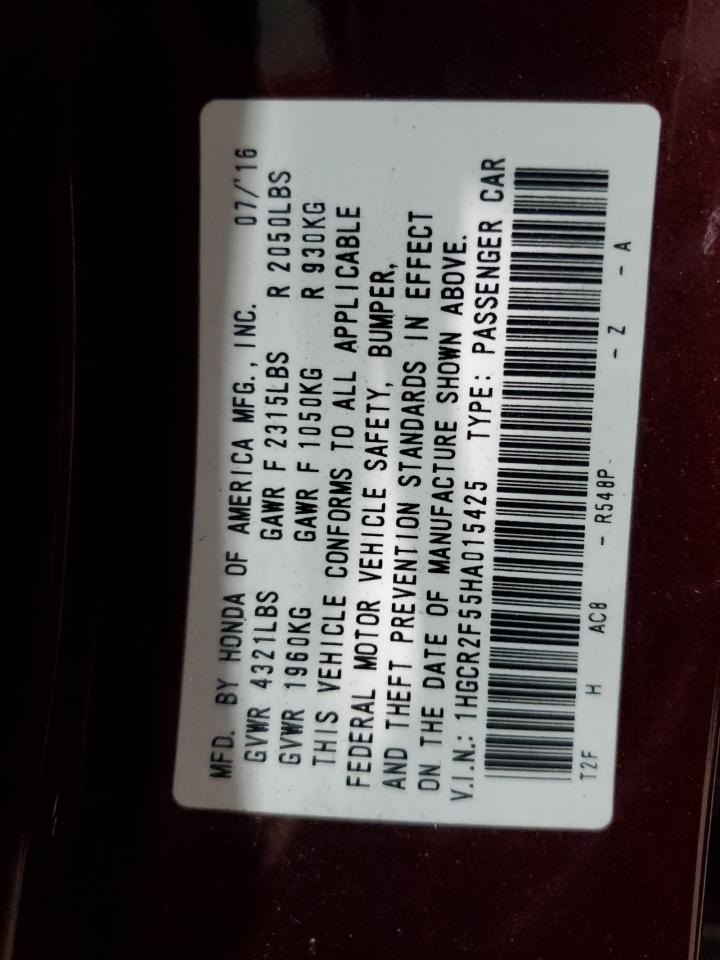 MFD. BY HONDA OF AMERICA MFG., INC. 07/'16
GVWR 4321LBS GAWR F 2315LBS R 2050LBS
GVWR 1960KG GAWR F 1050KG R 930KG
THIS VEHICLE CONFORMS TO ALL APPLICABLE
FEDERAL MOTOR VEHICLE SAFETY, BUMPER,
AND THEFT PREVENTION STANDARDS IN EFFECT
ON THE DATE OF MANUFACTURE SHOWN ABOVE.
V.I.N.: 1HGCR2F55HA015425 TYPE: PASSENGER CAR
T2F H AC8 - R548P - Z - A